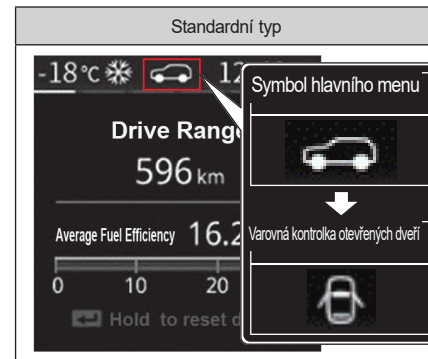 Standardní typ
-18°C
Drive Range
596 km
Average Fuel Efficiency 16.2
0 10 20
Hold to reset
Symbol hlavního menu
Varovná kontrolka otevřených dveří